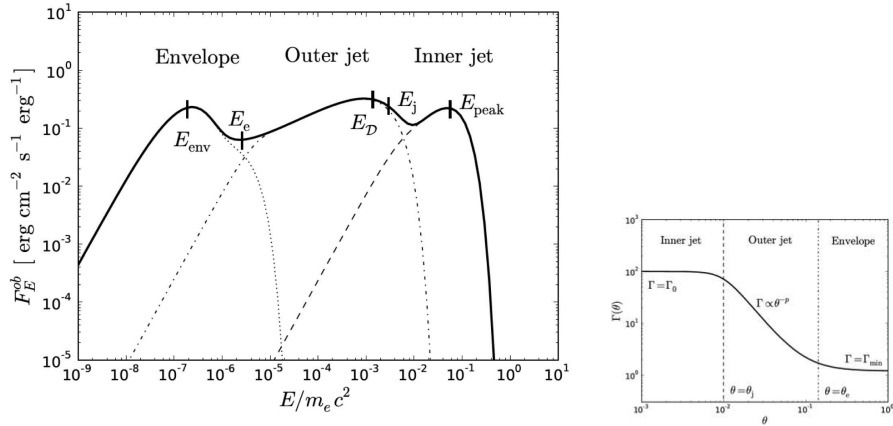 10^1
10^0
10^-1
10^-2
10^-3
10^-4
10^-5
F_E^ob [ erg cm^-2 s^-1 erg^-1 ]
Envelope Outer jet Inner jet
E_env
E_e
E_D
E_j
E_peak
10^-9 10^-8 10^-7 10^-6 10^-5 10^-4 10^-3 10^-2 10^-1 10^0 10^1
E/m_e c^2
10^3
10^2
10^1
10^0
Γ(θ)
Inner jet Outer jet Envelope
Γ=Γ_0
Γ∝θ^-p
Γ=Γ_min
θ=θ_j
θ=θ_e
10^-3 10^-2 10^-1 10^0
θ